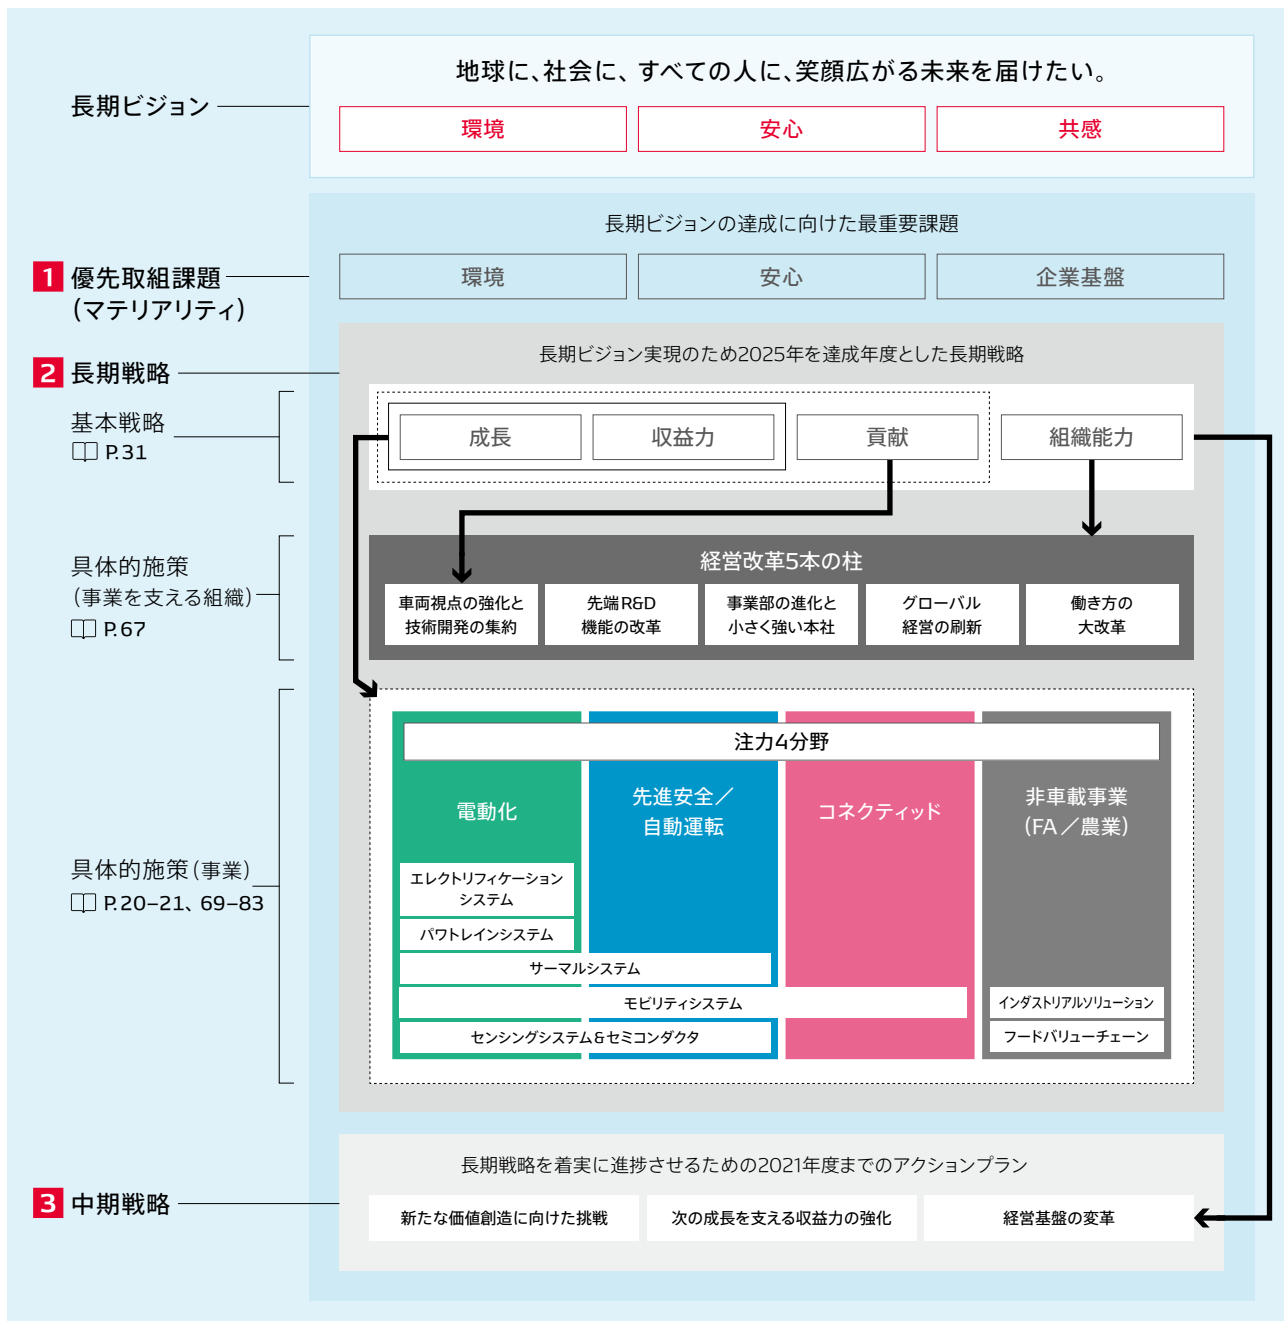 地球に、社会に、すべての人に、笑顔広がる未来を届けたい。
長期ビジョン
環境
安心
共感
長期ビジョンの達成に向けた最重要課題
1 優先取組課題
(マテリアリティ)
環境
安心
企業基盤
2 長期戦略
長期ビジョン実現のため2025年を達成年度とした長期戦略
基本戦略
P.31
成長
収益力
貢献
組織能力
具体的施策
(事業を支える組織)
P.67
経営改革5本の柱
車両視点の強化と
技術開発の集約
先端R&D
機能の改革
事業部の進化と
小さく強い本社
グローバル
経営の刷新
働き方の
大改革
具体的施策(事業)
P.20–21、69–83
注力4分野
電動化
先進安全/
自動運転
コネクティッド
非車載事業
(FA/農業)
エレクトリフィケーション
システム
パワトレインシステム
サーマルシステム
モビリティシステム
センシングシステム&セミコンダクタ
インダストリアルソリューション
フードバリューチェーン
3 中期戦略
長期戦略を着実に進捗させるための2021年度までのアクションプラン
新たな価値創造に向けた挑戦
次の成長を支える収益力の強化
経営基盤の変革